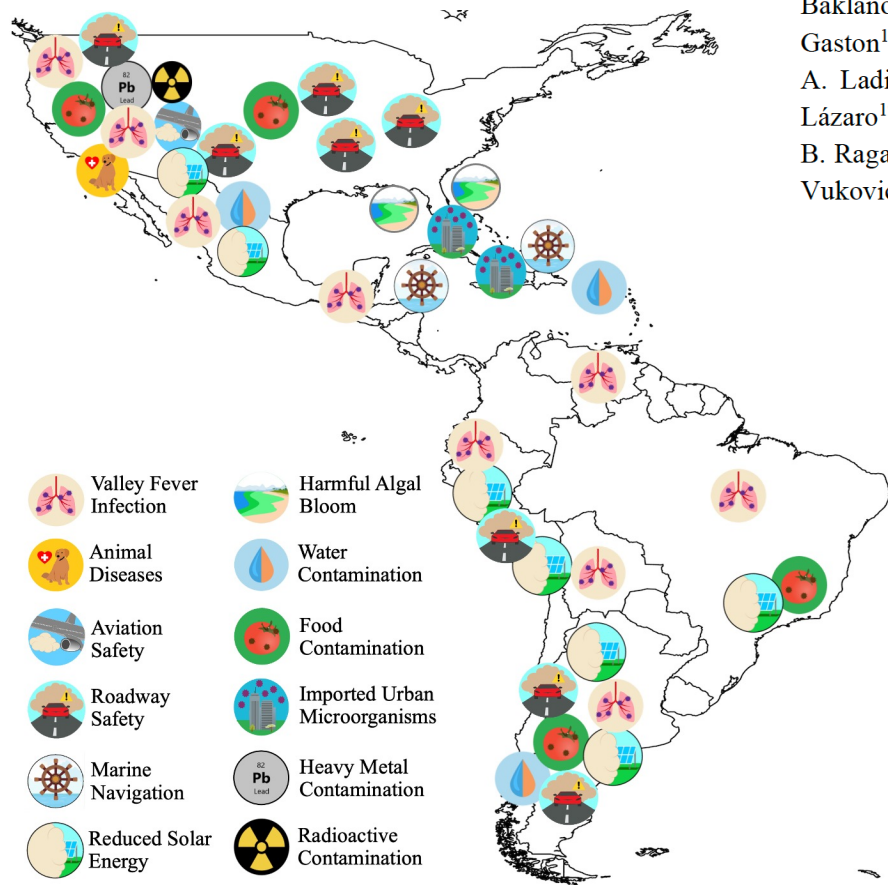 Baklano
Gaston1
A. Ladi
Lázaro1
B. Raga
Vukovic
82
Pb
Lead
!
!
!
!
!
!
!
!
Valley Fever
Infection
Harmful Algal
Bloom
Animal
Diseases
Water
Contamination
Aviation
Safety
Food
Contamination
!
Roadway
Safety
Imported Urban
Microorganisms
Marine
Navigation
82
Pb
Lead
Heavy Metal
Contamination
Reduced Solar
Energy
Radioactive
Contamination